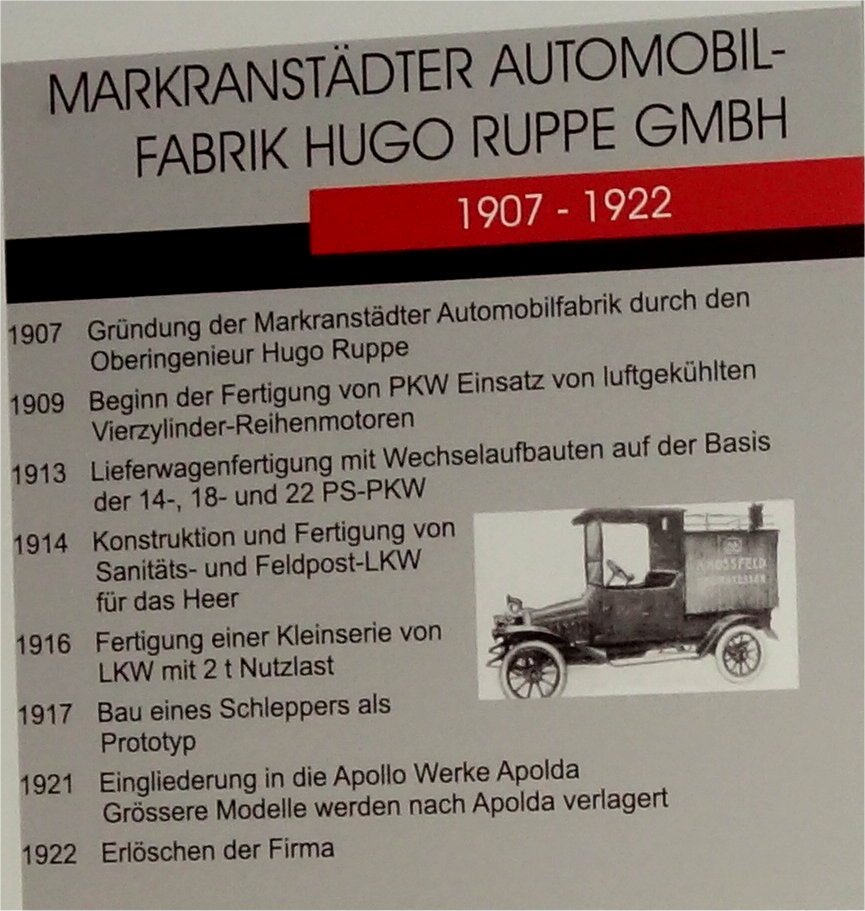 MARKRANSTÄDTER AUTOMOBIL-
FABRIK HUGO RUPPE GMBH
1907 - 1922
1907 Gründung der Markranstädter Automobilfabrik durch den
Oberingenieur Hugo Ruppe
1909 Beginn der Fertigung von PKW Einsatz von luftgekühlten
Vierzylinder-Reihenmotoren
1913 Lieferwagenfertigung mit Wechselaufbauten auf der Basis
der 14-, 18- und 22 PS-PKW
1914 Konstruktion und Fertigung von
Sanitäts- und Feldpost-LKW
für das Heer
1916 Fertigung einer Kleinserie von
LKW mit 2 t Nutzlast
1917 Bau eines Schleppers als
Prototyp
1921 Eingliederung in die Apollo Werke Apolda
Grössere Modelle werden nach Apolda verlagert
1922 Erlöschen der Firma